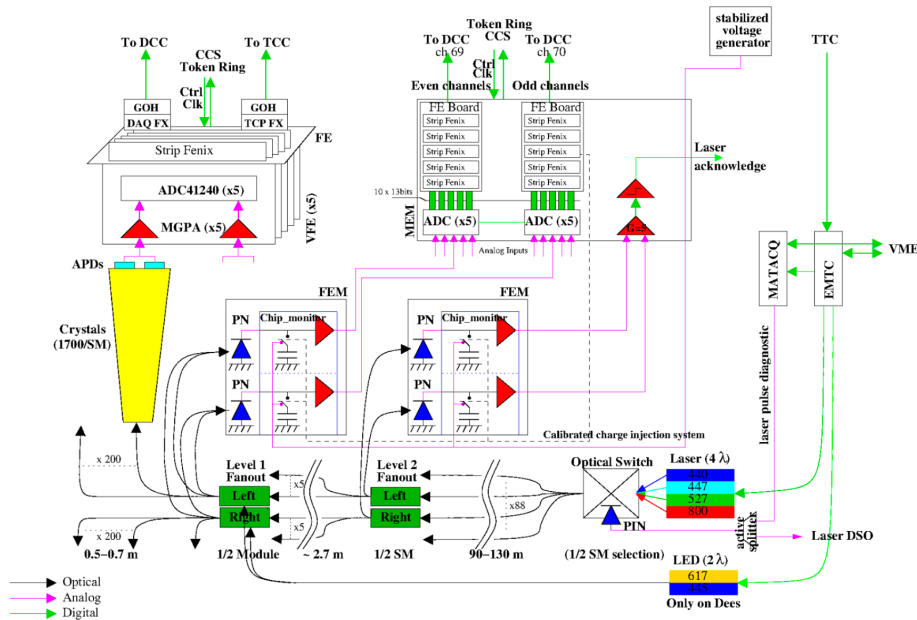 stabilized
voltage
generator
Token Ring
CCS
To DCC
To TCC
CCS
Token Ring
To DCC
ch 69
To DCC
ch 70
TTC
Ctrl
Clk
Ctrl
Clk
Even channels
Odd channels
GOH
DAQ FX
GOH
TCP FX
FE
FE Board
FE Board
Strip Fenix
Strip Fenix
Strip Fenix
Strip Fenix
Strip Fenix
Strip Fenix
Strip Fenix
Strip Fenix
Strip Fenix
Strip Fenix
Strip Fenix
Laser
acknowledge
ADC41240 (x5)
10 x 13bits
MEM
ADC (x5)
ADC (x5)
G=5
MGPA (x5)
VFE (x5)
Analog Inputs
APDs
MATACQ
EMTC
VME
FEM
FEM
Crystals
(1700/SM)
PN
Chip_monitor
PN
Chip_monitor
PN
PN
laser pulse diagnostic
Calibrated charge injection system
x 200
Level 1
Fanout
Level 2
Fanout
Optical Switch
Laser (4 λ)
440
447
527
800
Left
x5
Left
x88
Right
x5
Right
PIN
active
splitter
Laser DSO
x 200
0.5−0.7 m
1/2 Module
~ 2.7 m
1/2 SM
90−130 m
(1/2 SM selection)
LED (2 λ)
617
445
Only on Dees
Optical
Analog
Digital